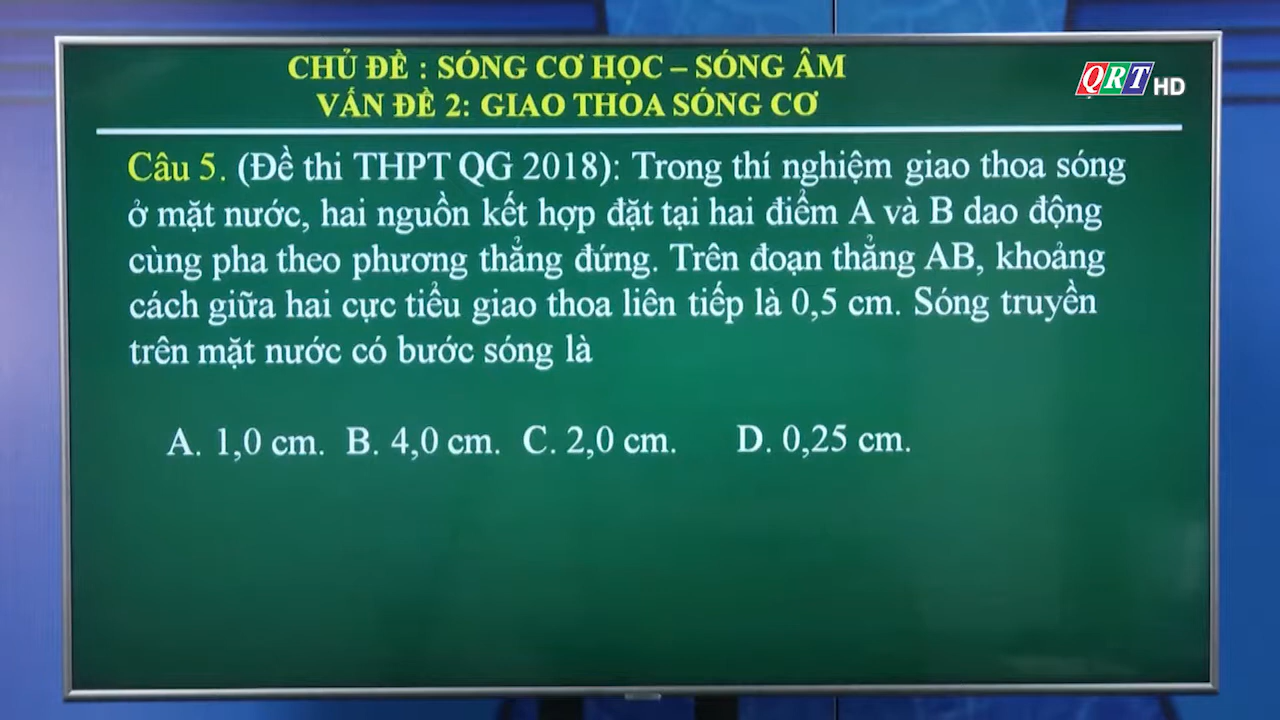 CHỦ ĐỀ : SÓNG CƠ HỌC – SÓNG ÂM
VẤN ĐỀ 2: GIAO THOA SÓNG CƠ
QRT HD
Câu 5. (Đề thi THPT QG 2018): Trong thí nghiệm giao thoa sóng
ở mặt nước, hai nguồn kết hợp đặt tại hai điểm A và B dao động
cùng pha theo phương thẳng đứng. Trên đoạn thẳng AB, khoảng
cách giữa hai cực tiểu giao thoa liên tiếp là 0,5 cm. Sóng truyền
trên mặt nước có bước sóng là
A. 1,0 cm. B. 4,0 cm. C. 2,0 cm. D. 0,25 cm.